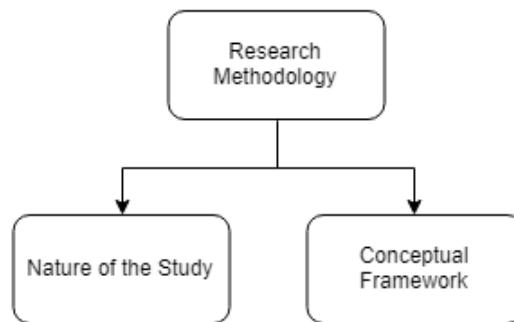 Research
Methodology
Nature of the Study
Conceptual
Framework